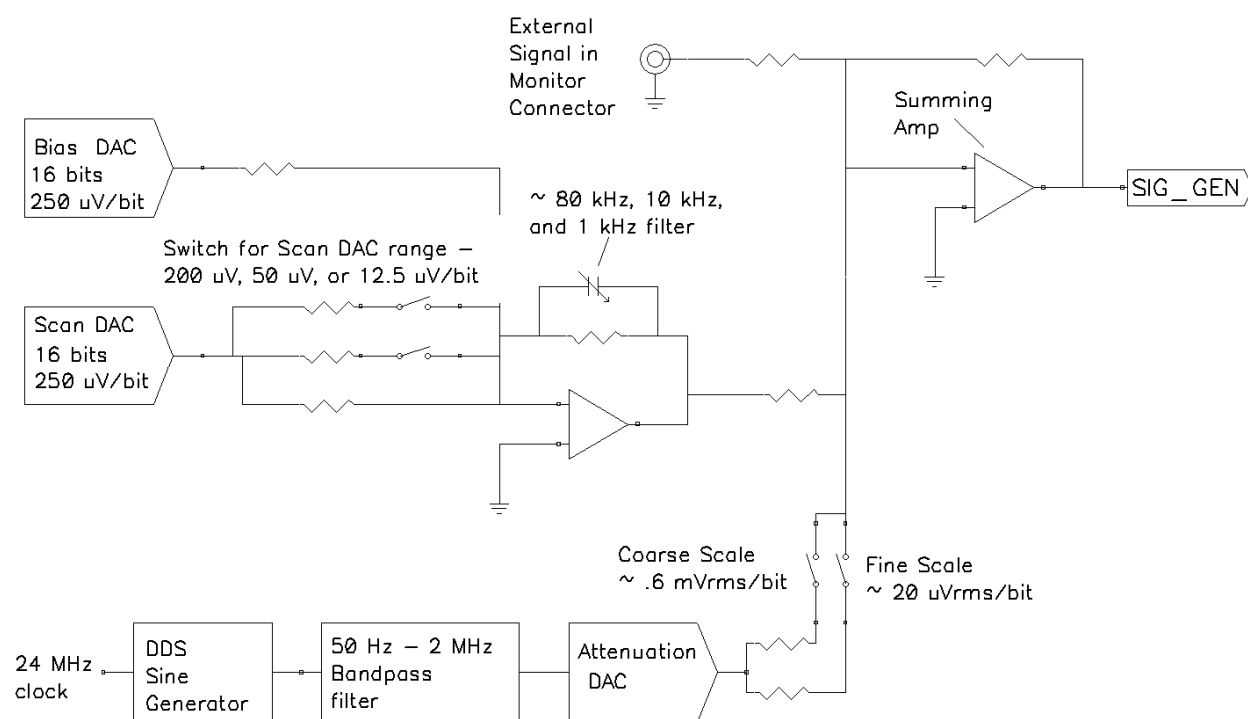 External
Signal in
Monitor
Connector
Summing
Amp
Bias DAC
16 bits
250 uV/bit
SIG_GEN
~ 80 kHz, 10 kHz,
and 1 kHz filter
Switch for Scan DAC range –
200 uV, 50 uV, or 12.5 uV/bit
Scan DAC
16 bits
250 uV/bit
Coarse Scale
~ .6 mVrms/bit
Fine Scale
~ 20 uVrms/bit
24 MHz
clock
DDS
Sine
Generator
50 Hz – 2 MHz
Bandpass
filter
Attenuation
DAC